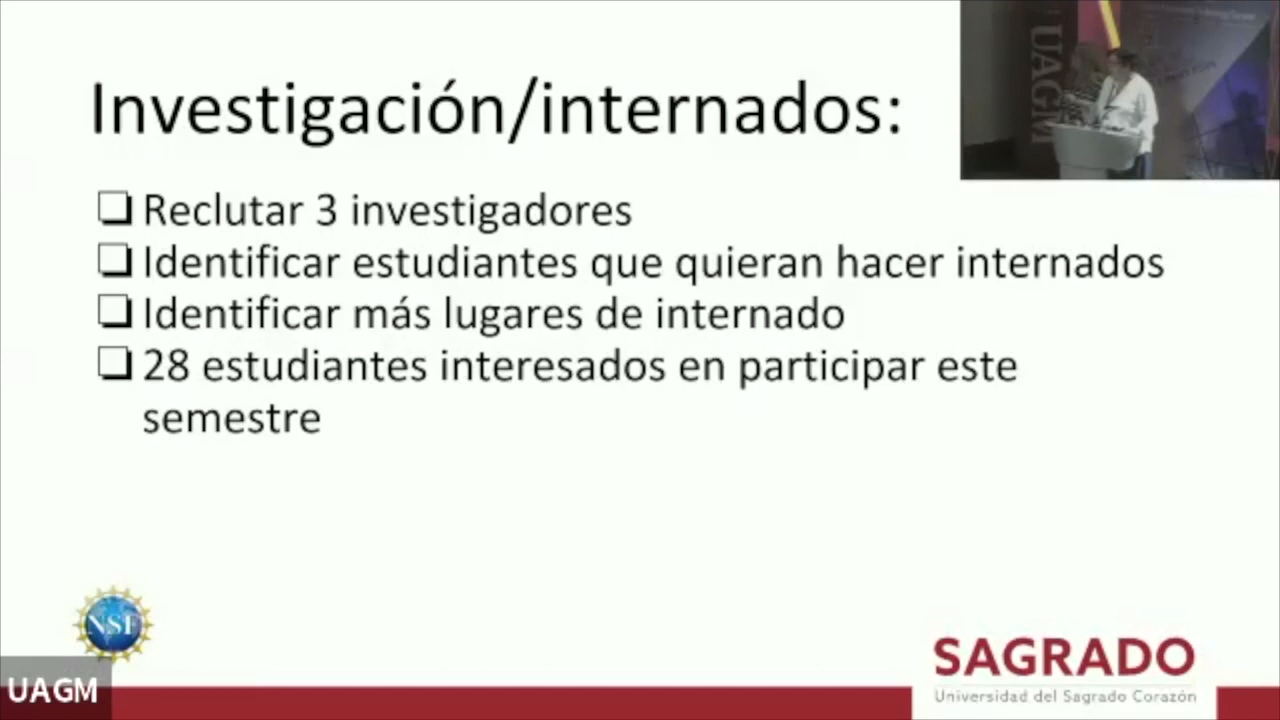 Investigación/internados:
UAGM
❏ Reclutar 3 investigadores
❏ Identificar estudiantes que quieran hacer internados
❏ Identificar más lugares de internado
❏ 28 estudiantes interesados en participar este
semestre
NSF
UAGM
SAGRADO
Universidad del Sagrado Corazón